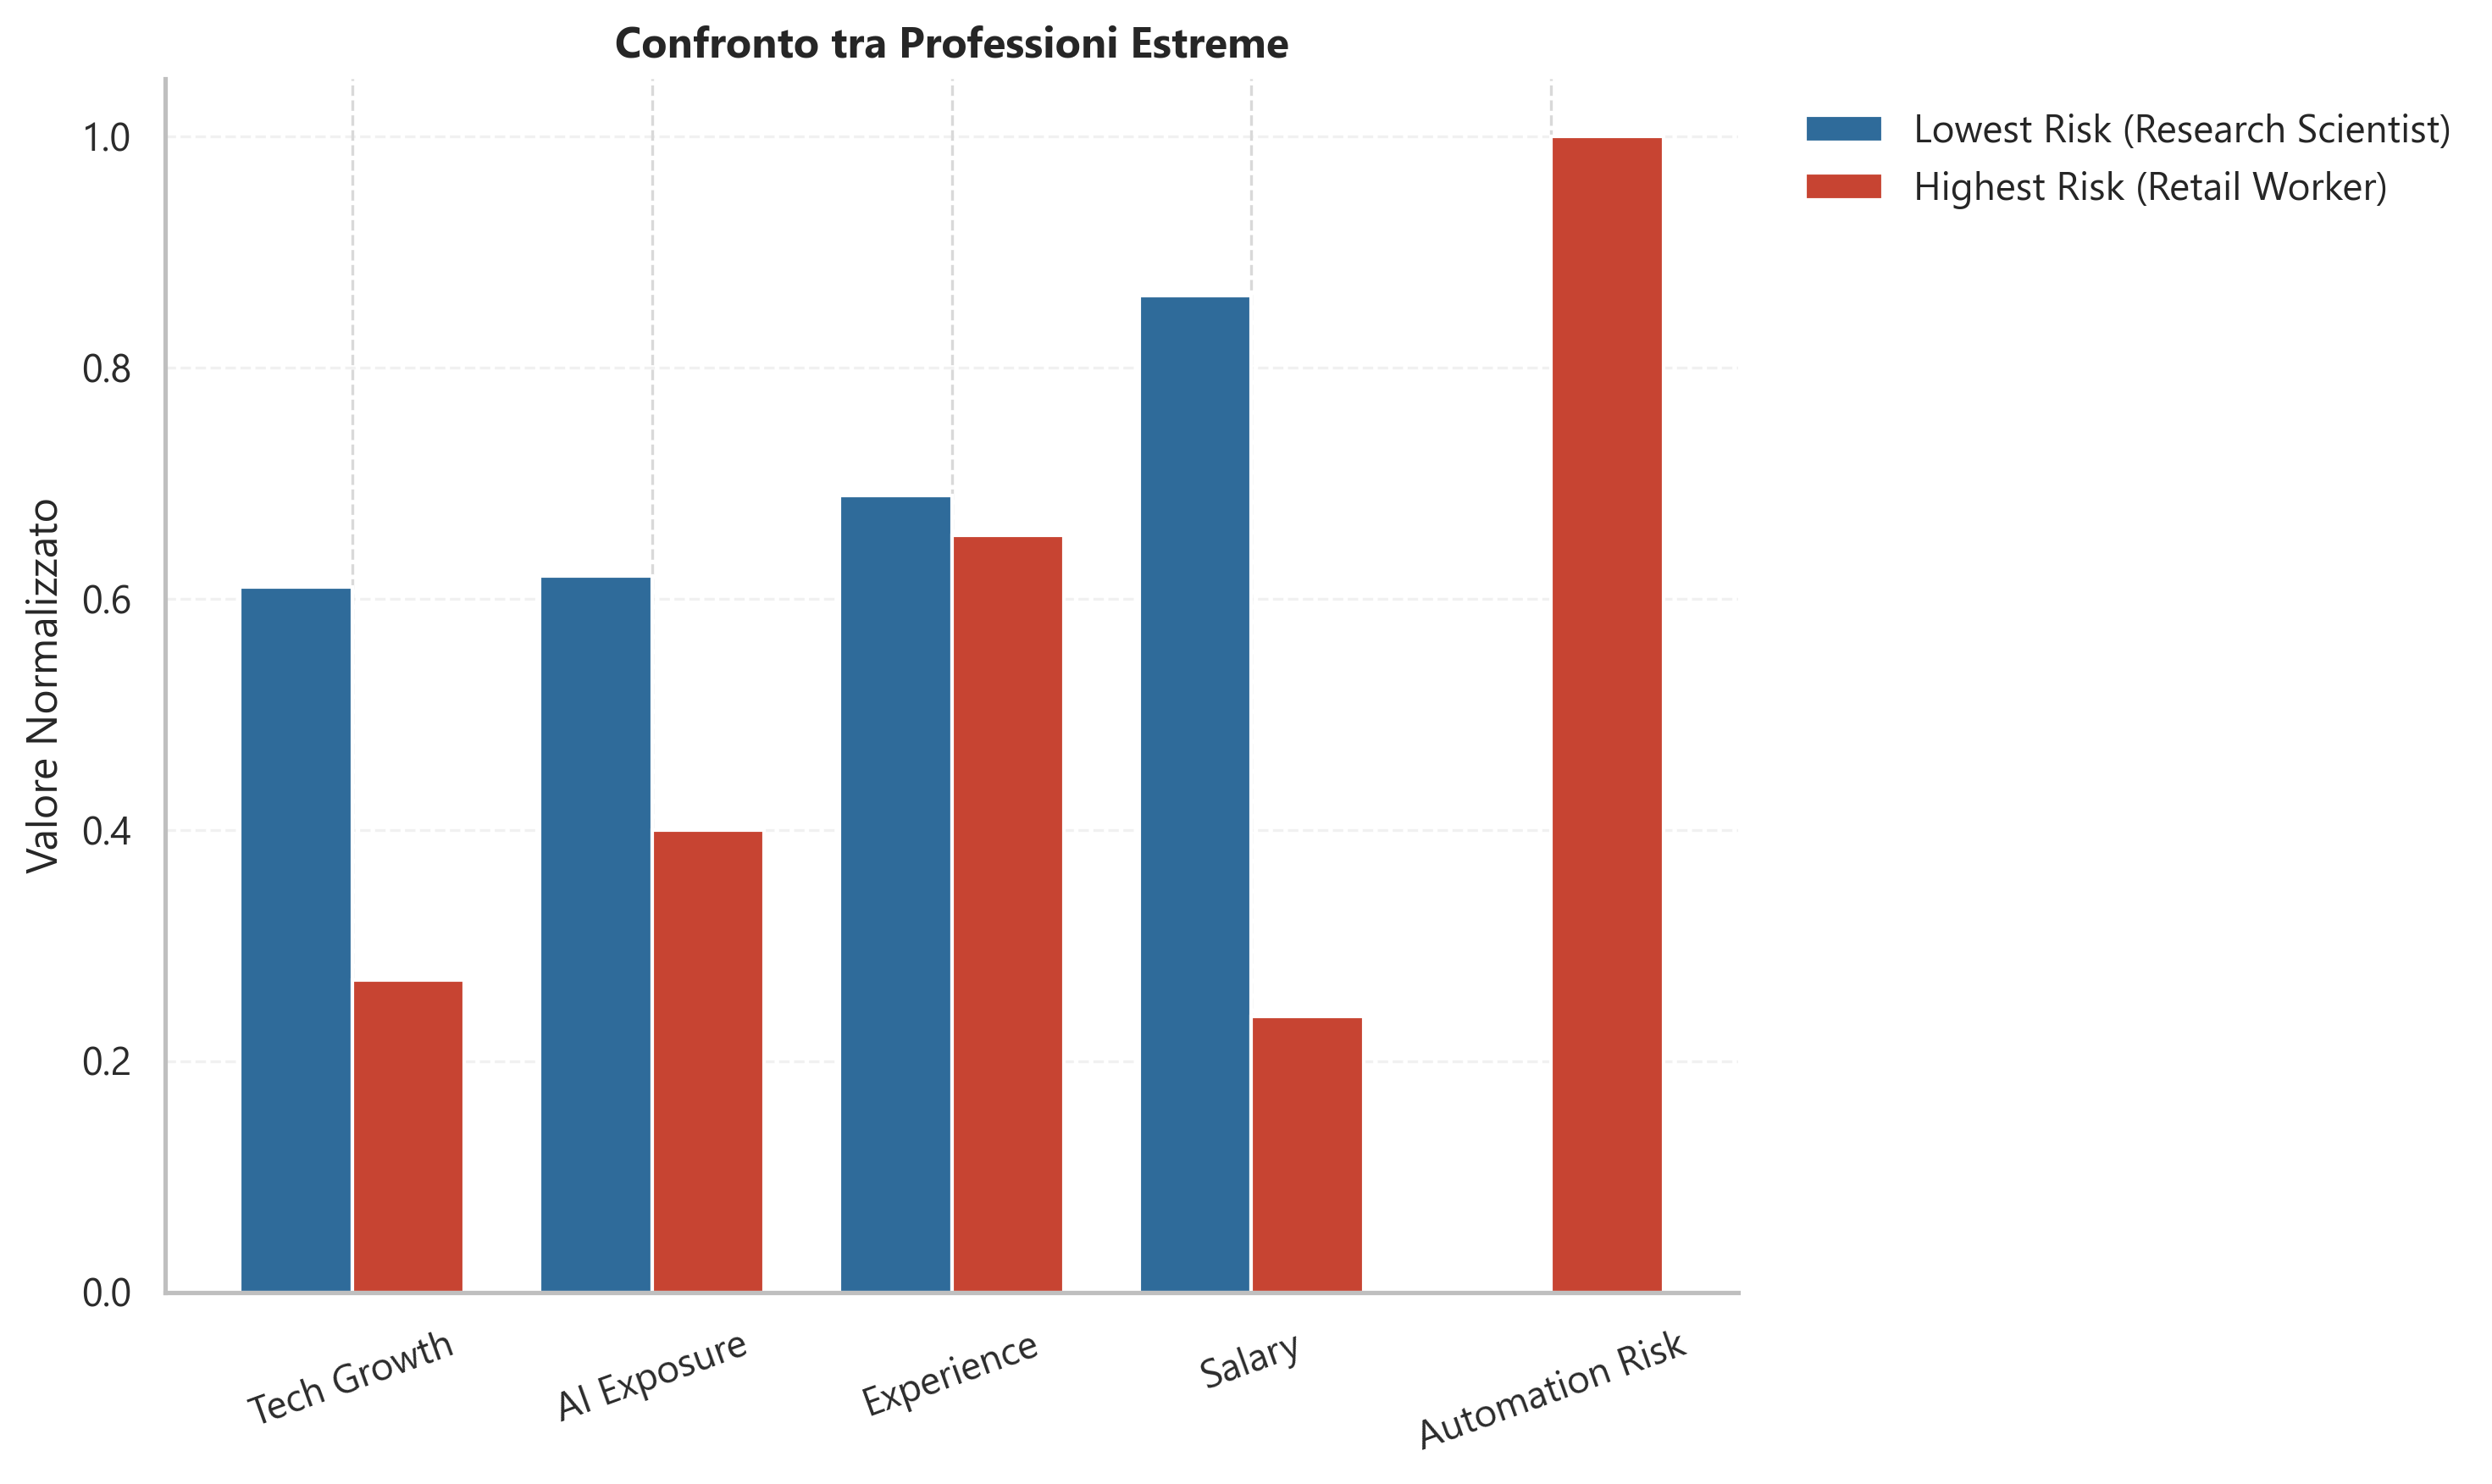 Confronto tra Professioni Estreme
Lowest Risk (Research Scientist)
Highest Risk (Retail Worker)
Valore Normalizzato
1.0
0.8
0.6
0.4
0.2
0.0
Tech Growth
AI Exposure
Experience
Salary
Automation Risk